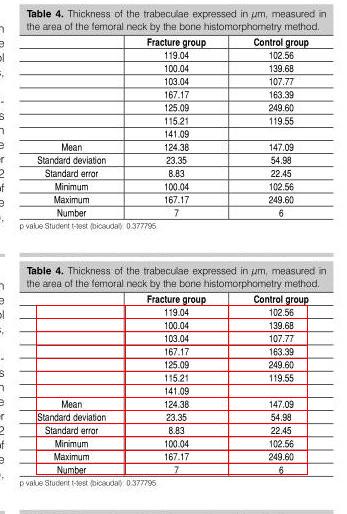 Table 4. Thickness of the trabeculae expressed in µm, measured in
the area of the femoral neck by the bone histomorphometry method.
Fracture group Control group
119.04 102.56
100.04 139.68
103.04 107.77
167.17 163.39
125.09 249.60
115.21 119.55
141.09
Mean 124.38 147.09
Standard deviation 23.35 54.98
Standard error 8.83 22.45
Minimum 100.04 102.56
Maximum 167.17 249.60
Number 7 6
p value Student t-test (bicaudal) 0.377795
Table 4. Thickness of the trabeculae expressed in µm, measured in
the area of the femoral neck by the bone histomorphometry method.
Fracture group Control group
119.04 102.56
100.04 139.68
103.04 107.77
167.17 163.39
125.09 249.60
115.21 119.55
141.09
Mean 124.38 147.09
Standard deviation 23.35 54.98
Standard error 8.83 22.45
Minimum 100.04 102.56
Maximum 167.17 249.60
Number 7 6
p value Student t-test (bicaudal) 0.377795